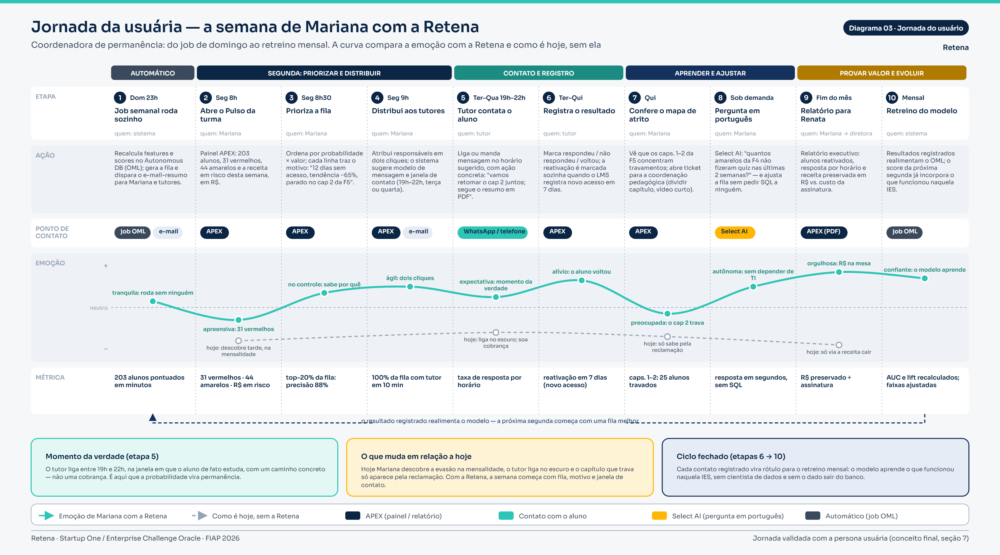 Jornada da usuária — a semana de Mariana com a Retena
Diagrama 03 · Jornada do usuário
Coordenadora de permanência: do job de domingo ao retreino mensal. A curva compara a emoção com a Retena e como é hoje, sem ela
Retena
AUTOMÁTICO
SEGUNDA: PRIORIZAR E DISTRIBUIR
CONTATO E REGISTRO
APRENDER E AJUSTAR
PROVAR VALOR E EVOLUIR
ETAPA
1 Dom 23h
Job semanal roda
sozinho
quem: sistema
2 Seg 8h
Abre o Pulso da
turma
quem: Mariana
3 Seg 8h30
Prioriza a fila
quem: Mariana
4 Seg 9h
Distribui aos tutores
quem: Mariana
5 Ter–Qua 19h–22h
Tutor contata o
aluno
quem: tutor
6 Ter–Qui
Registra o resultado
quem: tutor
7 Qui
Confere o mapa de
atrito
quem: Mariana
8 Sob demanda
Pergunta em
português
quem: Mariana
9 Fim do mês
Relatório para
Renata
quem: Mariana → diretora
10 Mensal
Retreino do modelo
quem: sistema
AÇÃO
Recalcula features e
scores no Autonomous
DB (OML); gera a fila e
dispara o e-mail-resumo
para Mariana e tutores.
Painel APEX: 203
alunos, 31 vermelhos,
44 amarelos e a receita
em risco desta semana,
em R$.
Ordena por probabilidade
× valor; cada linha traz o
motivo: "12 dias sem
acesso, tendência −65%,
parado no cap 2 da F5".
Atribui responsáveis em
dois cliques; o sistema
sugere modelo de
mensagem e janela de
contato (19h–22h, terça
ou quarta).
Liga ou manda
mensagem no horário
sugerido, com ação
concreta: "vamos
retomar o cap 2 juntos;
segue o resumo em
PDF".
Marca respondeu / não
respondeu / voltou; a
reativação é marcada
sozinha quando o LMS
registra novo acesso em
7 dias.
Vê que os caps. 1–2 da
F5 concentram
travamentos; abre ticket
para a coordenação
pedagógica (dividir
capítulo, vídeo curto).
Select AI: "quantos
amarelos da F4 não
fizeram quiz nas últimas
2 semanas?" — e ajusta
a fila sem pedir SQL a
ninguém.
Relatório executivo:
alunos reativados,
resposta por horário e
receita preservada em
R$ vs. custo da
assinatura.
Resultados registrados
realimentam o OML; o
score da próxima
segunda já incorpora o
que funcionou naquela
IES.
PONTO DE
CONTATO
job OML
e-mail
APEX
APEX
APEX
e-mail
WhatsApp / telefone
APEX
APEX
Select AI
APEX (PDF)
job OML
EMOÇÃO
+
neutro
−
tranquila: roda sem ninguém
apreensiva: 31 vermelhos
no controle: sabe por quê
ágil: dois cliques
expectativa: momento da
verdade
alívio: o aluno voltou
preocupada: o cap 2 trava
autônoma: sem depender de
TI
orgulhosa: R$ na mesa
confiante: o modelo aprende
hoje: descobre tarde, na
mensalidade
hoje: liga no escuro; soa
cobrança
hoje: só sabe pela
reclamação
hoje: só via a receita cair
MÉTRICA
203 alunos pontuados
em minutos
31 vermelhos · 44
amarelos · R$ em risco
top-20% da fila:
precisão 88%
100% da fila com tutor
em 10 min
taxa de resposta por
horário
reativação em 7 dias
(novo acesso)
caps. 1–2: 25 alunos
travados
resposta em segundos,
sem SQL
R$ preservado ÷
assinatura
AUC e lift recalculados;
faixas ajustadas
o resultado registrado realimenta o modelo — a próxima segunda começa com uma fila melhor
Momento da verdade (etapa 5)
O tutor liga entre 19h e 22h, na janela em que o aluno de fato estuda, com um caminho concreto
— não uma cobrança. É aqui que a probabilidade vira permanência.
O que muda em relação a hoje
Hoje Mariana descobre a evasão na mensalidade, o tutor liga no escuro e o capítulo que trava
só aparece pela reclamação. Com a Retena, a semana começa com fila, motivo e janela de
contato.
Ciclo fechado (etapas 6 → 10)
Cada contato registrado vira rótulo para o retreino mensal: o modelo aprende o que funcionou
naquela IES, sem cientista de dados e sem o dado sair do banco.
Emoção de Mariana com a Retena
Como é hoje, sem a Retena
APEX (painel / relatório)
Contato com o aluno
Select AI (pergunta em português)
Automático (job OML)
Retena · Startup One / Enterprise Challenge Oracle · FIAP 2026
Jornada validada com a persona usuária (conceito final, seção 7)